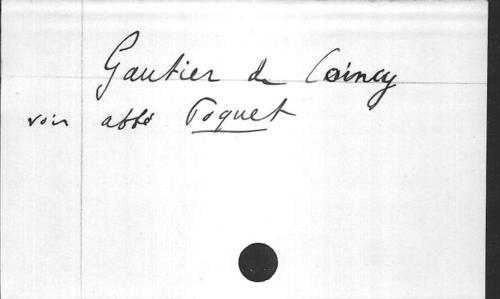 Gautier de Coincy
voir abbé Poquet